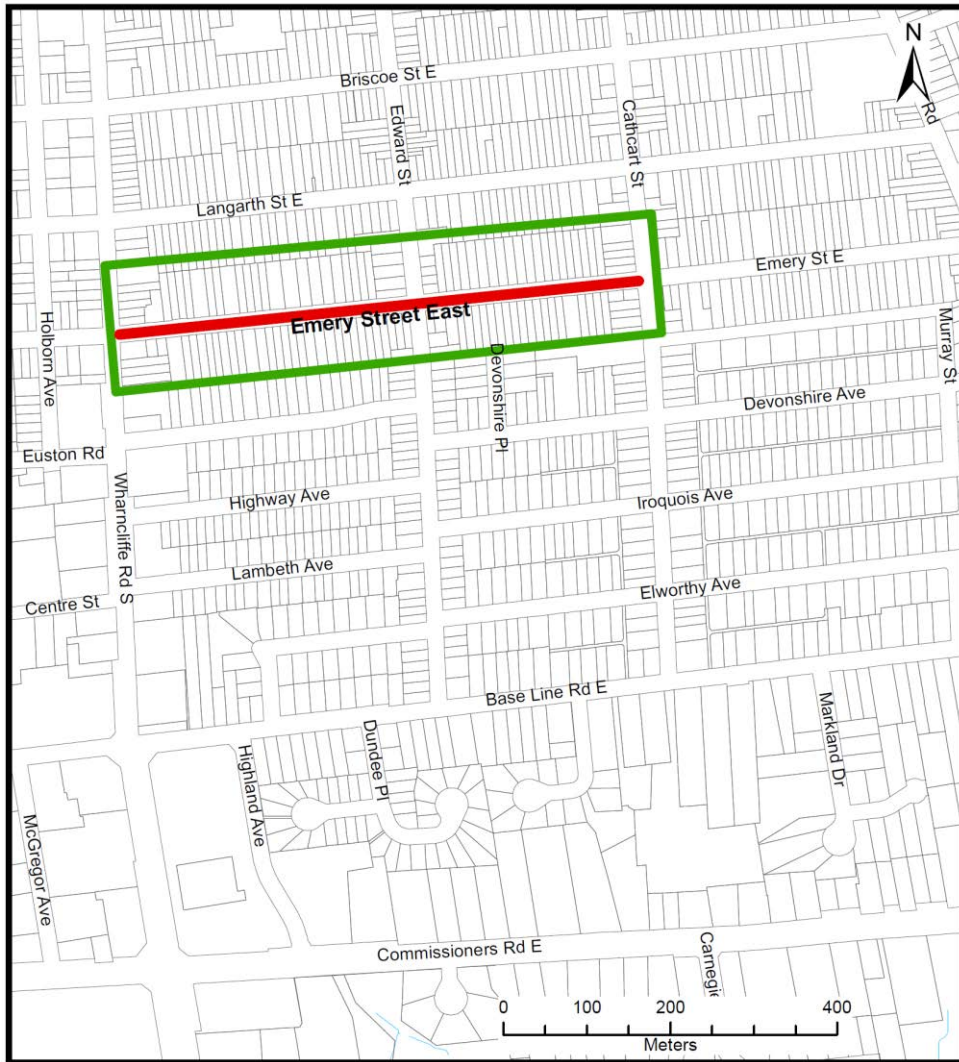 N
Briscoe St E
Edward St
Cathcart St
Rd
Langarth St E
Emery St E
Emery Street East
Holborn Ave
Devonshire Pl
Murray St
Devonshire Ave
Euston Rd
Wharncliffe Rd S
Highway Ave
Iroquois Ave
Lambeth Ave
Centre St
Elworthy Ave
Base Line Rd E
Dundee Pl
Markland Dr
Highland Ave
McGregor Ave
Commissioners Rd E
Carnegie
0 100 200 400
Meters